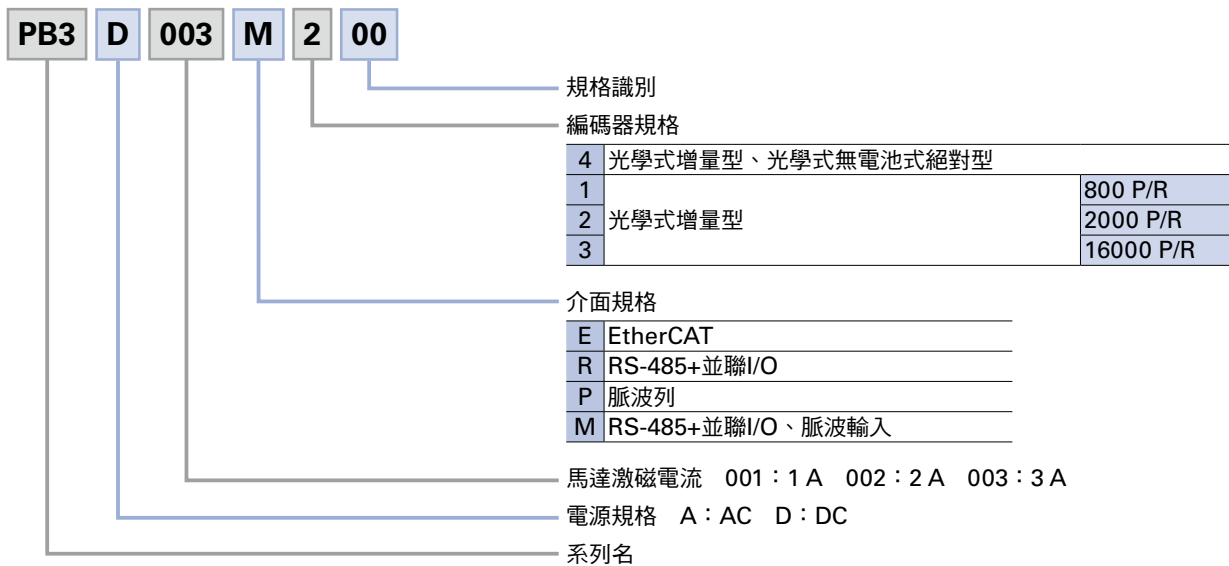 PB3 D 003 M 2 00
規格識別
編碼器規格
4 光學式增量型、光學式無電池式絕對型
1 800 P/R
2 光學式增量型 2000 P/R
3 16000 P/R
介面規格
E EtherCAT
R RS-485+並聯I/O
P 脈波列
M RS-485+並聯I/O、脈波輸入
馬達激磁電流 001：1 A 002：2 A 003：3 A
電源規格 A：AC D：DC
系列名